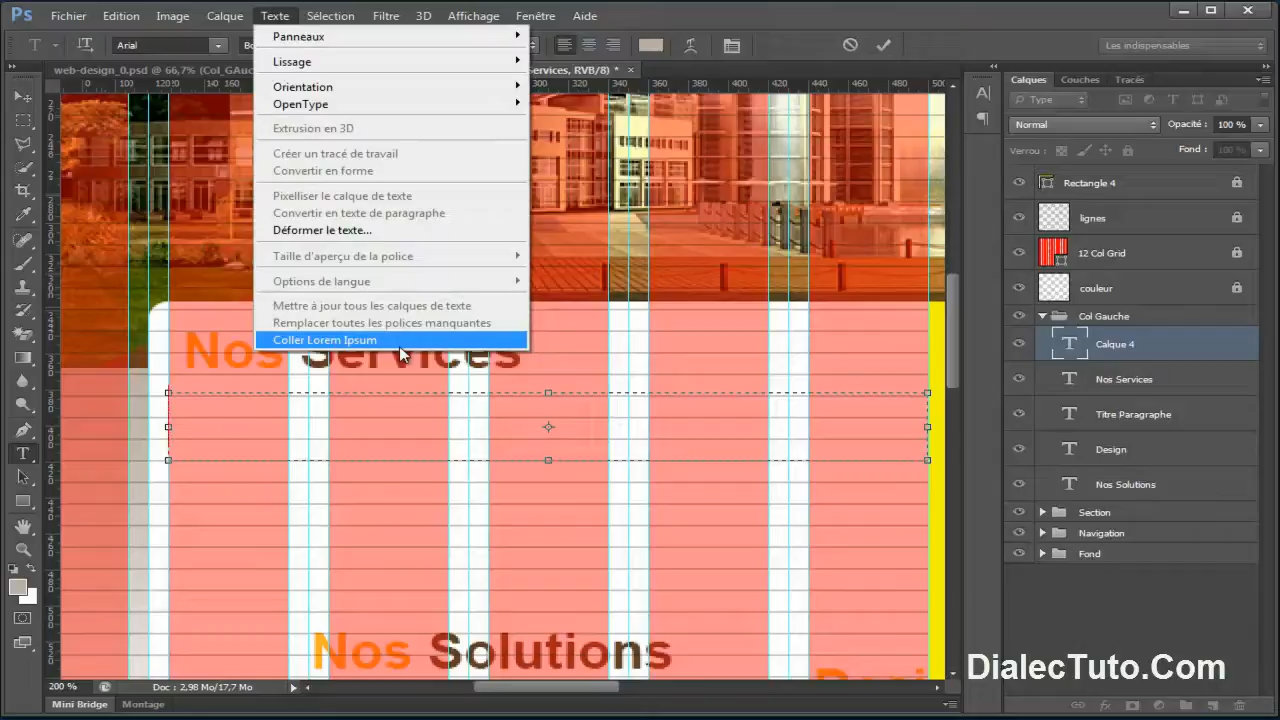 Ps Fichier Edition Image Calque Texte Sélection Filtre 3D Affichage Fenêtre Aide
T Arial Les indispensables
web-design_0.psd @ 66,7% (Col_GAuc Services, RVB/8) *
Panneaux
Lissage
Orientation
OpenType
Extrusion en 3D
Créer un tracé de travail
Convertir en forme
Pixelliser le calque de texte
Convertir en texte de paragraphe
Déformer le texte...
Taille d'aperçu de la police
Options de langue
Mettre à jour tous les calques de texte
Remplacer toutes les polices manquantes
Coller Lorem Ipsum
Nos Services
Nos Solutions
Calques Couches Tracés
Type
Normal Opacité : 100 %
Verrou : Fond : 100 %
Rectangle 4
lignes
12 Col Grid
couleur
Col Gauche
Calque 4
Nos Services
Titre Paragraphe
Design
Nos Solutions
Section
Navigation
Fond
DialecTuto.Com
200 % Doc : 2,98 Mo/17,7 Mo
Mini Bridge Montage